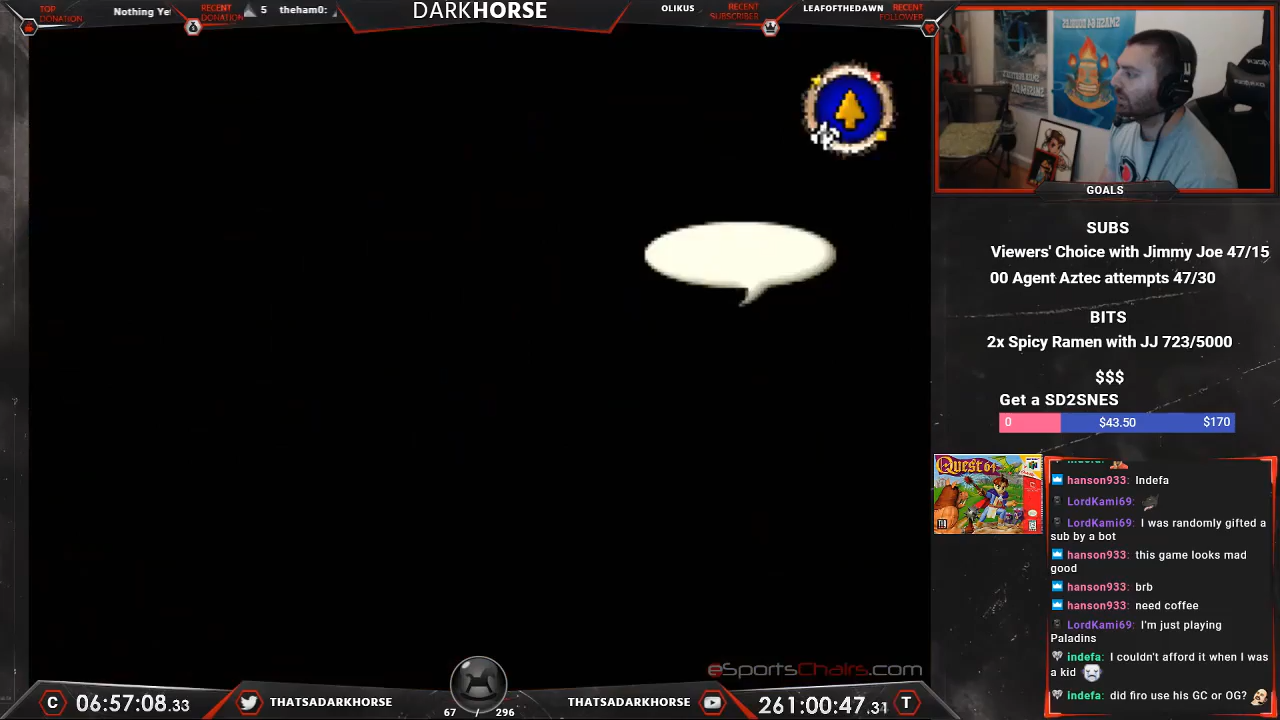 TOP
DONATION
Nothing Ye
RECENT
DONATION
5 theham0:
DARKHORSE
OLIKUS
RECENT
SUBSCRIBER
LEAFOFTHEDAWN
RECENT
FOLLOWER
GOALS
SUBS
Viewers' Choice with Jimmy Joe 47/15
00 Agent Aztec attempts 47/30
BITS
2x Spicy Ramen with JJ 723/5000
$$$
Get a SD2SNES
0 $43.50 $170
Quest 64
hanson933: Indefa
LordKami69:
LordKami69: I was randomly gifted a
sub by a bot
hanson933: this game looks mad
good
hanson933: brb
hanson933: need coffee
LordKami69: I'm just playing
Paladins
indefa: I couldn't afford it when I was
a kid
indefa: did firo use his GC or OG?
eSportsChairs.com
C 06:57:08.33
THATSADARKHORSE
67 / 296
THATSADARKHORSE
261:00:47.31 T